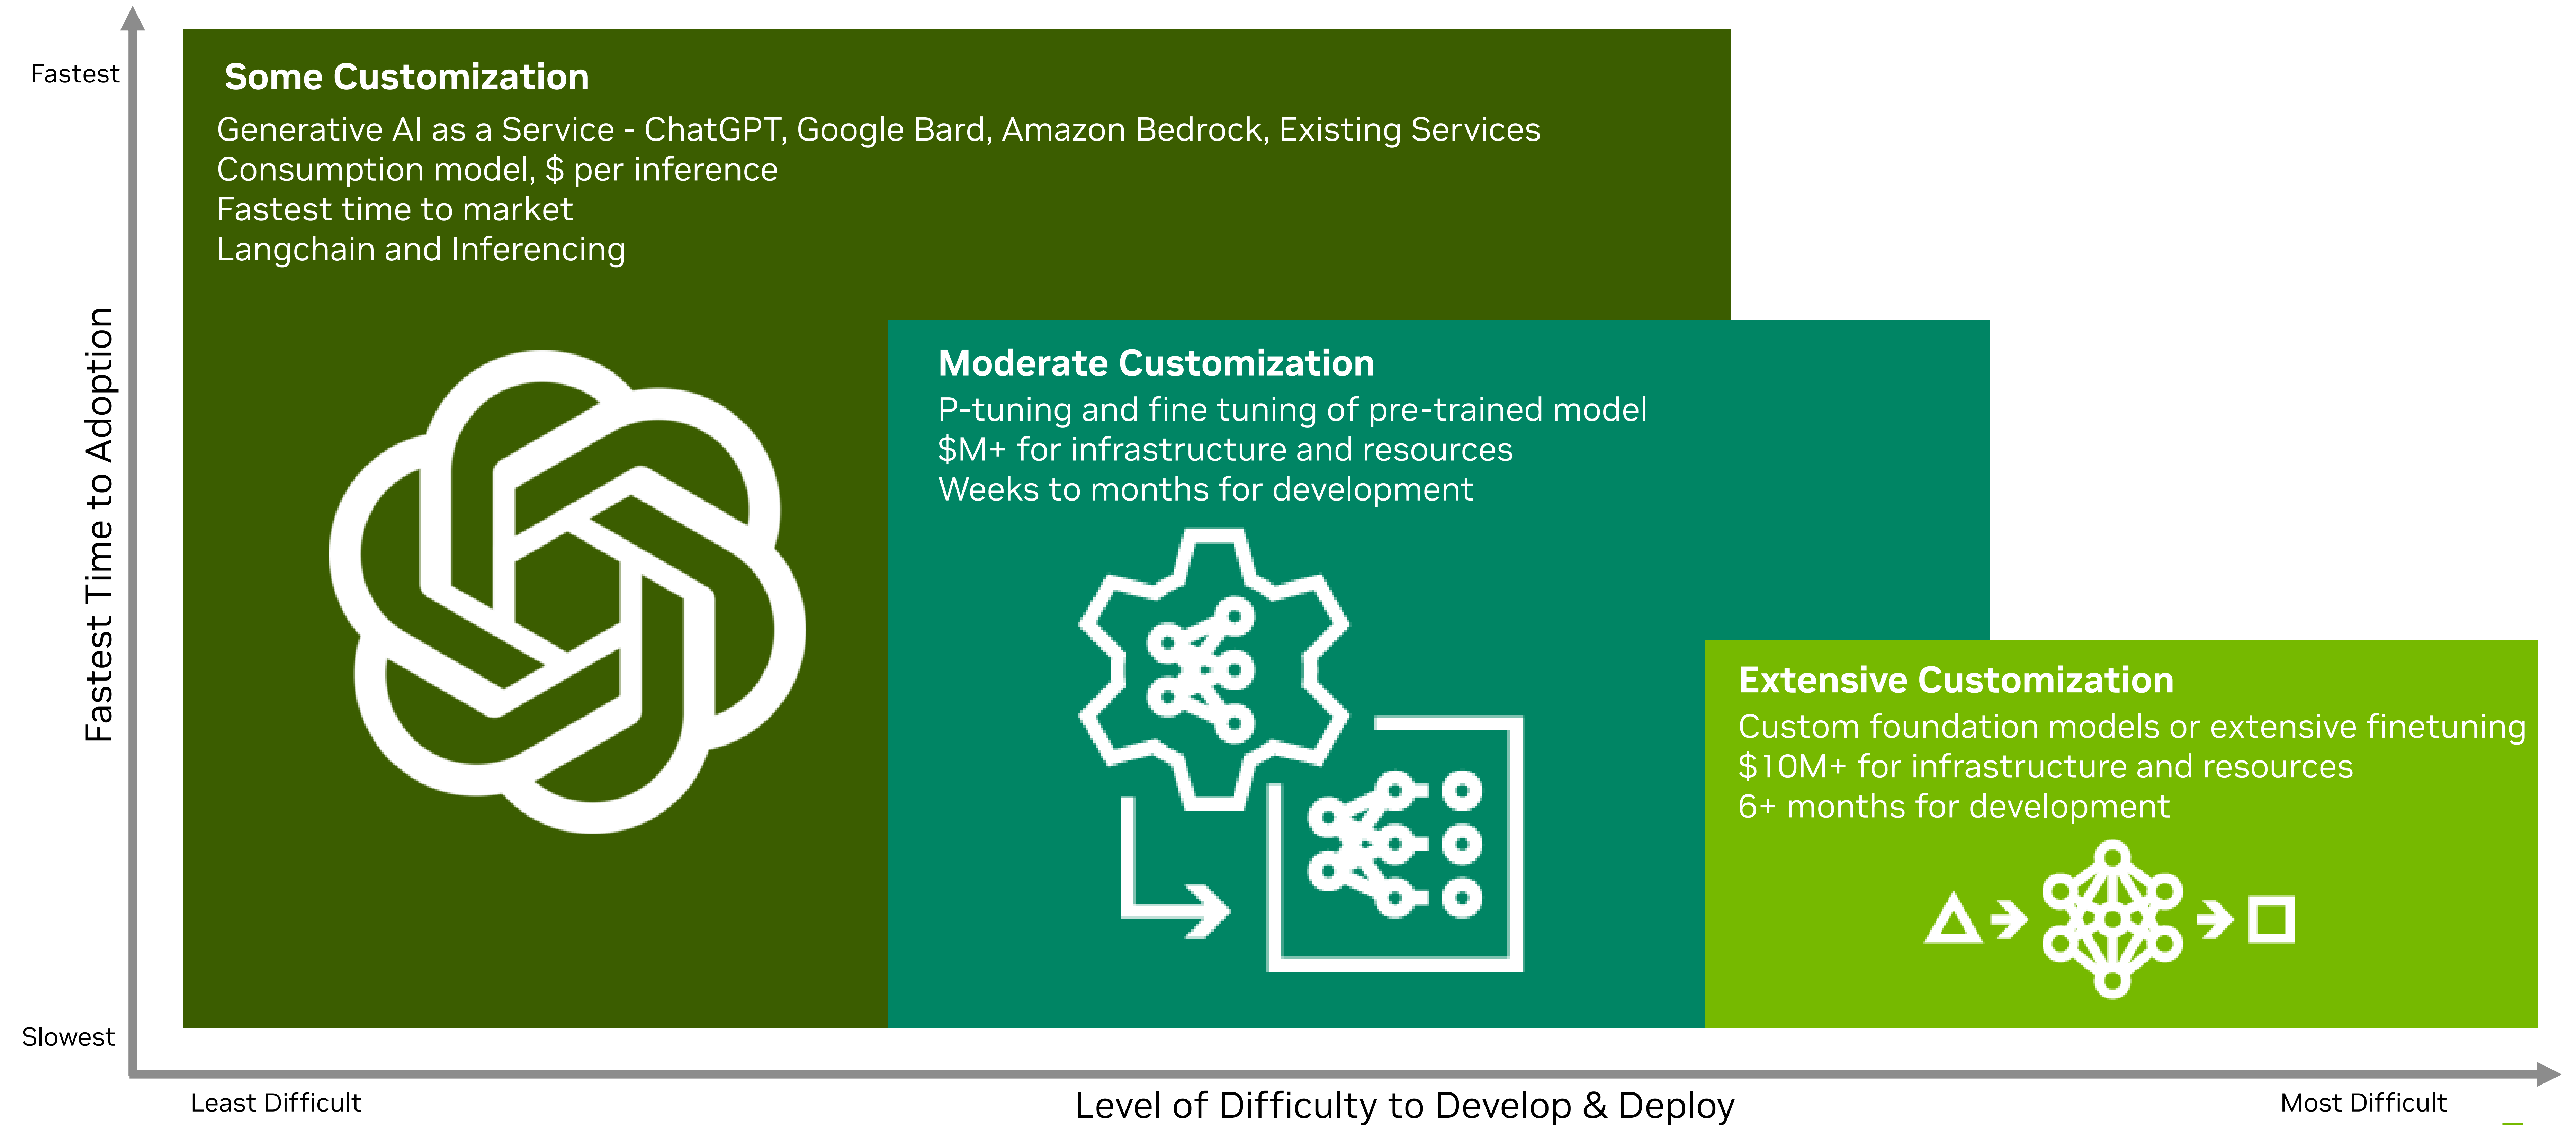 Fastest
Some Customization
Generative AI as a Service - ChatGPT, Google Bard, Amazon Bedrock, Existing Services
Consumption model, $ per inference
Fastest time to market
Langchain and Inferencing
Fastest Time to Adoption
Moderate Customization
P-tuning and fine tuning of pre-trained model
$M+ for infrastructure and resources
Weeks to months for development
Extensive Customization
Custom foundation models or extensive finetuning
$10M+ for infrastructure and resources
6+ months for development
Slowest
Least Difficult
Level of Difficulty to Develop & Deploy
Most Difficult